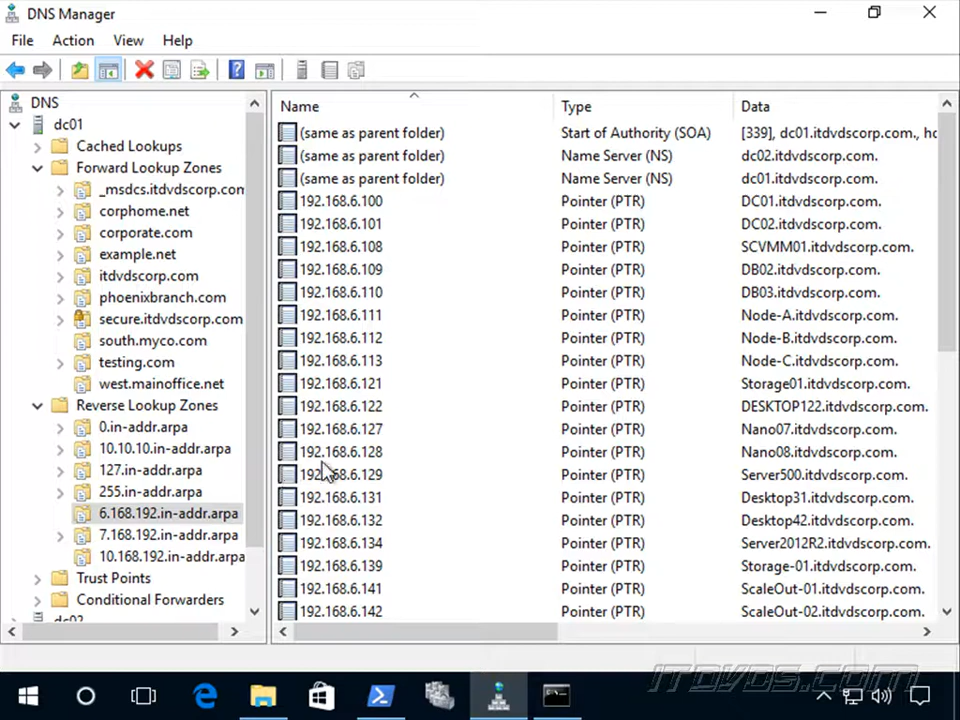 DNS Manager
File Action View Help
DNS
dc01
Cached Lookups
Forward Lookup Zones
_msdcs.itdvdscorp.com
corphome.net
corporate.com
example.net
itdvdscorp.com
phoenixbranch.com
secure.itdvdscorp.com
south.myco.com
testing.com
west.mainoffice.net
Reverse Lookup Zones
0.in-addr.arpa
10.10.10.in-addr.arpa
127.in-addr.arpa
255.in-addr.arpa
6.168.192.in-addr.arpa
7.168.192.in-addr.arpa
10.168.192.in-addr.arpa
Trust Points
Conditional Forwarders
dc02
Name Type Data
(same as parent folder) Start of Authority (SOA) [339], dc01.itdvdscorp.com., ho
(same as parent folder) Name Server (NS) dc02.itdvdscorp.com.
(same as parent folder) Name Server (NS) dc01.itdvdscorp.com.
192.168.6.100 Pointer (PTR) DC01.itdvdscorp.com.
192.168.6.101 Pointer (PTR) DC02.itdvdscorp.com.
192.168.6.108 Pointer (PTR) SCVMM01.itdvdscorp.com.
192.168.6.109 Pointer (PTR) DB02.itdvdscorp.com.
192.168.6.110 Pointer (PTR) DB03.itdvdscorp.com.
192.168.6.111 Pointer (PTR) Node-A.itdvdscorp.com.
192.168.6.112 Pointer (PTR) Node-B.itdvdscorp.com.
192.168.6.113 Pointer (PTR) Node-C.itdvdscorp.com.
192.168.6.121 Pointer (PTR) Storage01.itdvdscorp.com.
192.168.6.122 Pointer (PTR) DESKTOP122.itdvdscorp.com.
192.168.6.127 Pointer (PTR) Nano07.itdvdscorp.com.
192.168.6.128 Pointer (PTR) Nano08.itdvdscorp.com.
192.168.6.129 Pointer (PTR) Server500.itdvdscorp.com.
192.168.6.131 Pointer (PTR) Desktop31.itdvdscorp.com.
192.168.6.132 Pointer (PTR) Desktop42.itdvdscorp.com.
192.168.6.134 Pointer (PTR) Server2012R2.itdvdscorp.com.
192.168.6.139 Pointer (PTR) Storage-01.itdvdscorp.com.
192.168.6.141 Pointer (PTR) ScaleOut-01.itdvdscorp.com.
192.168.6.142 Pointer (PTR) ScaleOut-02.itdvdscorp.com.
ITDVDS.COM